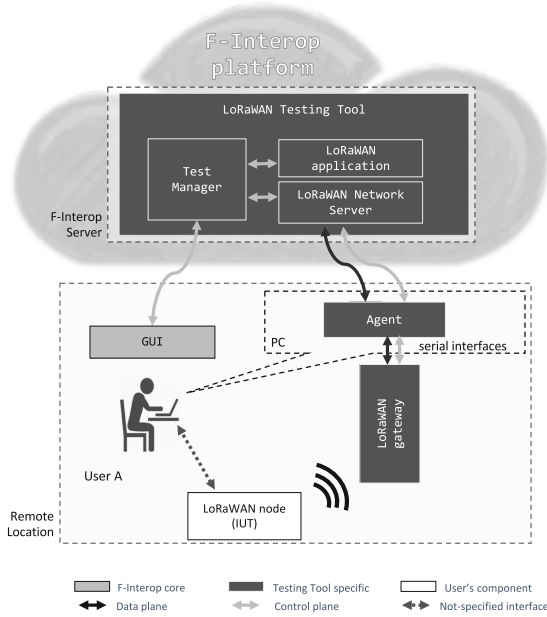 F-Interop
platform
LoRaWAN Testing Tool
Test
Manager
LoRaWAN
application
LoRaWAN Network
Server
F-Interop
Server
GUI
PC
Agent
serial interfaces
LoRaWAN
gateway
User A
LoRaWAN node
(IUT)
Remote
Location
F-Interop core
Testing Tool specific
User's component
Data plane
Control plane
Not-specified interface